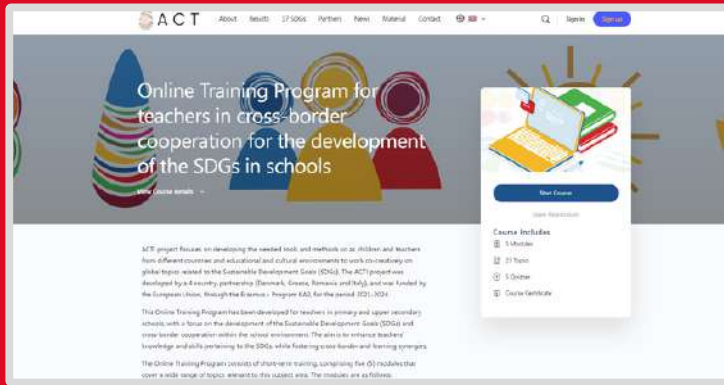 ACT
About Results 17 SDGs Partners News Material Contact
Sign in Sign up
Online Training Program for
teachers in cross-border
cooperation for the development
of the SDGs in schools
View Course details
Start Course
Open Registration
Course Includes
5 Modules
Topics
5 Quizzes
Course Certificate
ACT! project focuses on developing the needed tools and methods so as children and teachers
from different countries and educational and cultural environments to work co-creatively on
global topics related to the Sustainable Development Goals (SDGs). The ACT! project was
developed by a 4-country partnership (Denmark, Greece, Romania and Italy), and was funded by
the European Union, through the Erasmus+ Program KA2, for the period 2021-2024.
This Online Training Program has been developed for teachers in primary and upper secondary
schools, with a focus on the development of the Sustainable Development Goals (SDGs) and
cross-border cooperation within the school environment. The aim is to enhance teachers'
knowledge and skills pertaining to the SDGs, while fostering cross-border and learning synergies.
The Online Training Program consists of short-term training, comprising five (5) modules that
cover a wide range of topics relevant to this subject area. The modules are as follows: